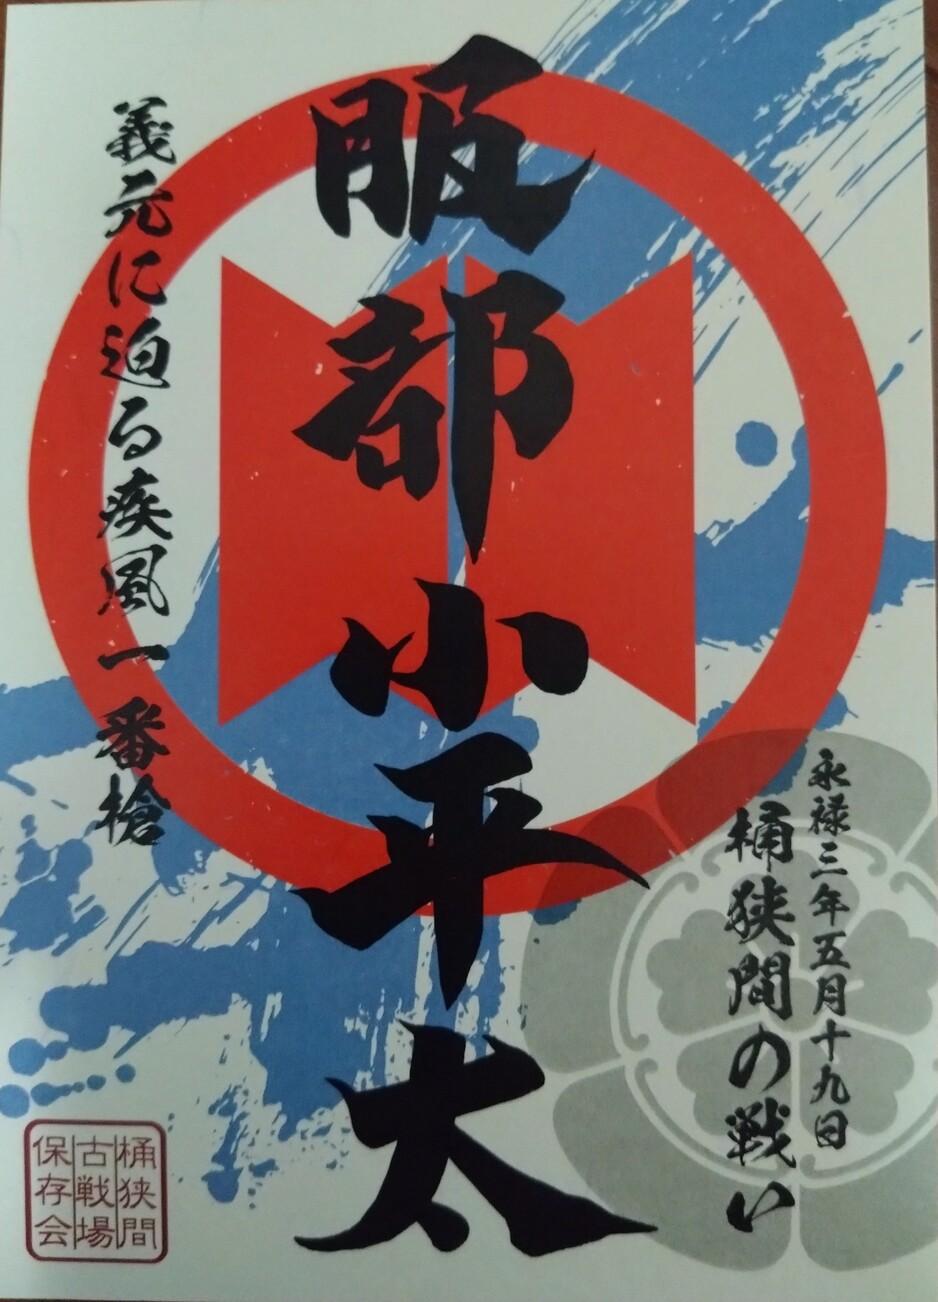 永禄三年五月十九日
桶狭間の戦い
服部小平太
義元に迫る疾風一番槍
桶狭間
古戦場
保存会